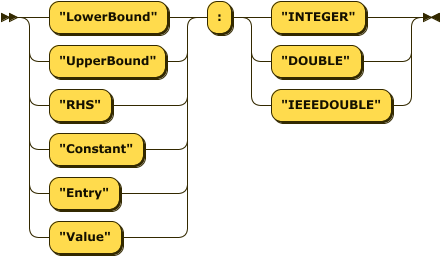 "LowerBound" : "INTEGER"
"UpperBound" "DOUBLE"
"RHS" "IEEEDOUBLE"
"Constant"
"Entry"
"Value"